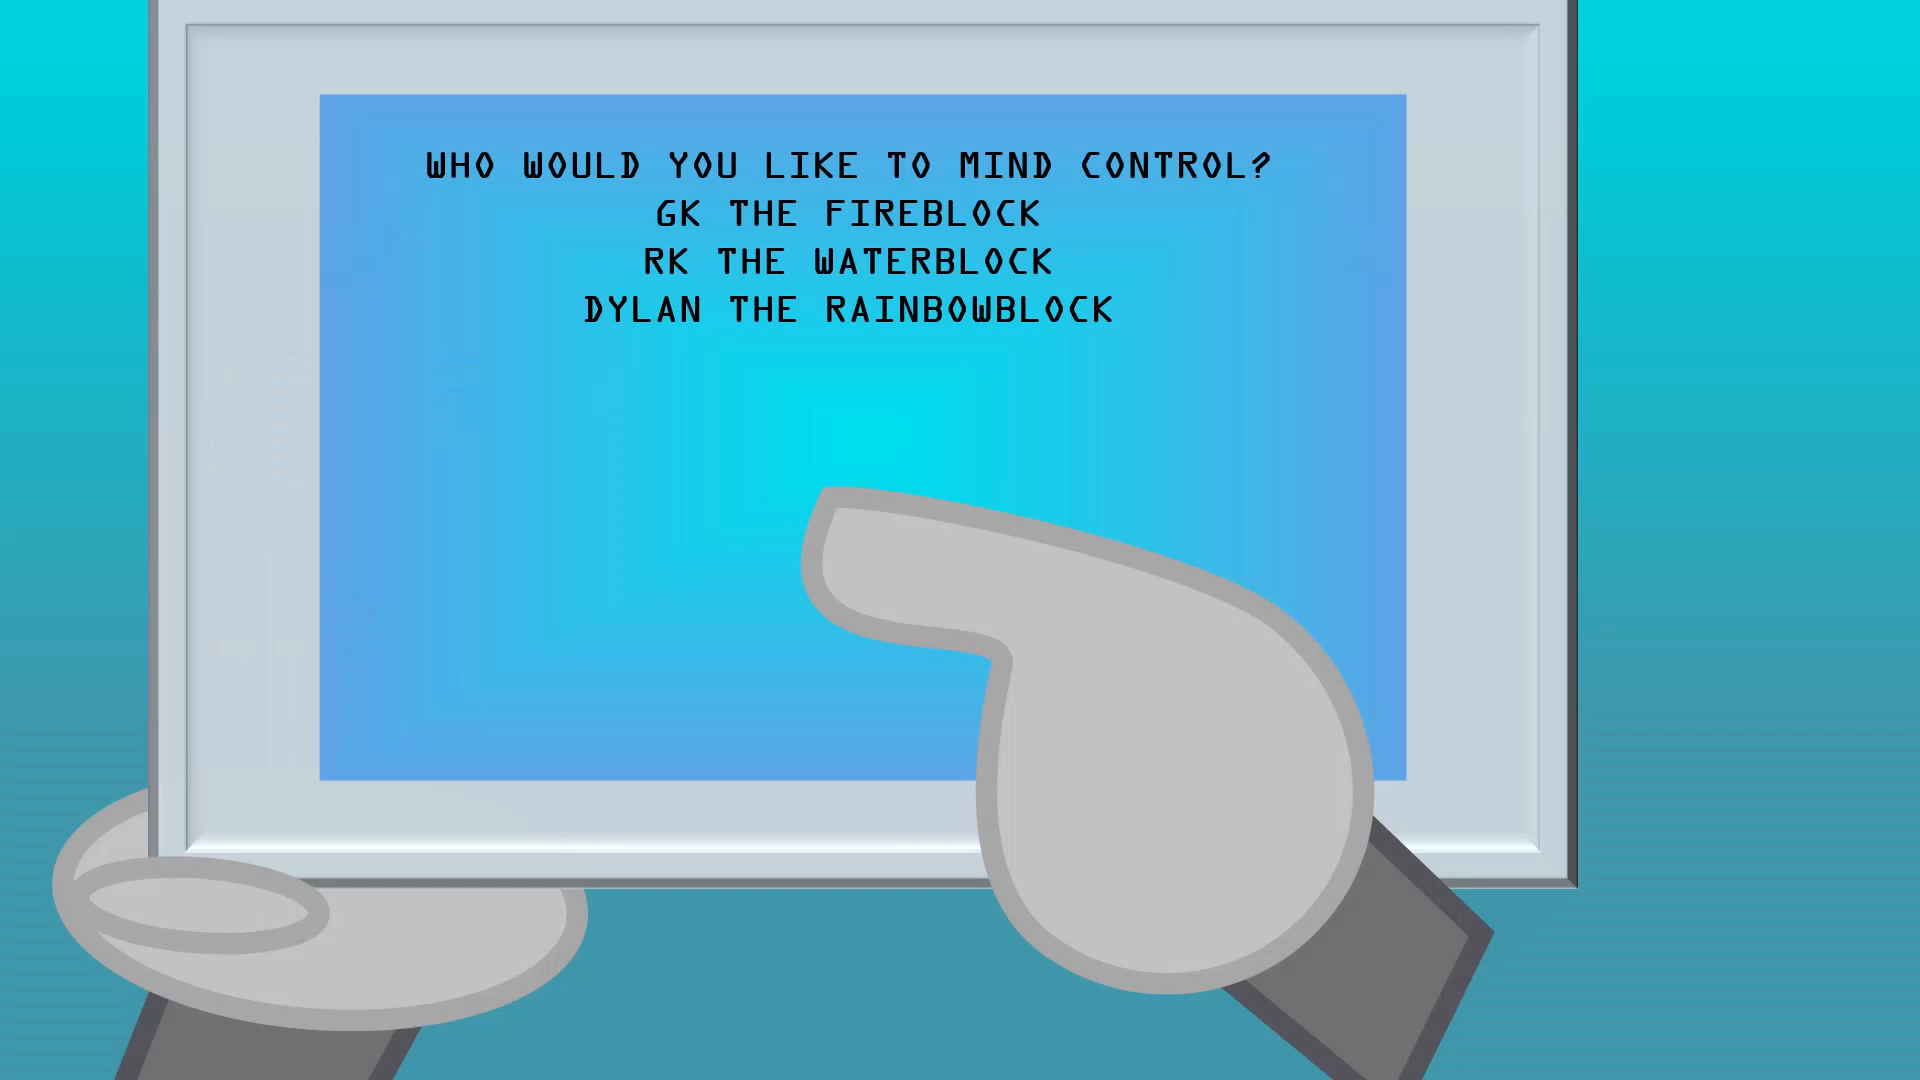 WHO WOULD YOU LIKE TO MIND CONTROL?
GK THE FIREBLOCK
RK THE WATERBLOCK
DYLAN THE RAINBOWBLOCK